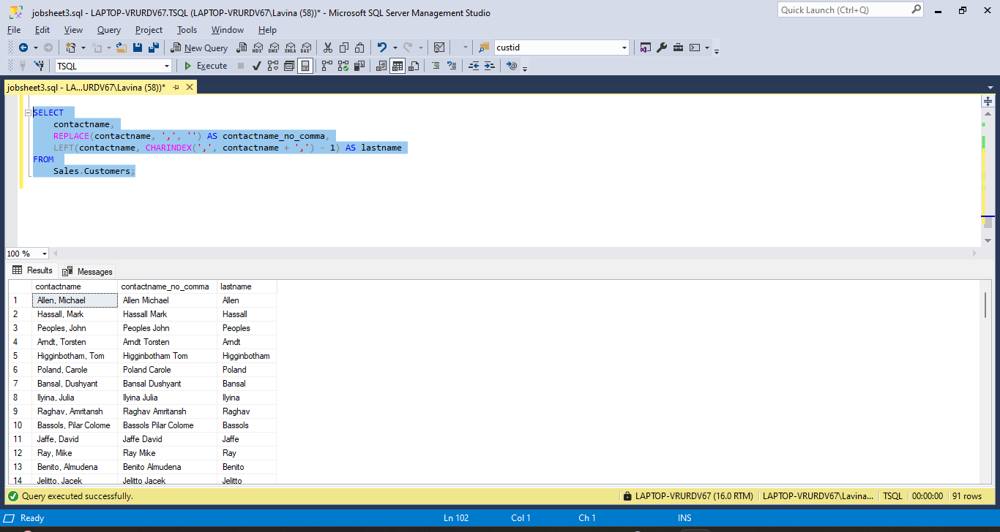 jobsheet3.sql - LAPTOP-VRURDV67.TSQL (LAPTOP-VRURDV67\Lavina (58))* - Microsoft SQL Server Management Studio
Quick Launch (Ctrl+Q)
File Edit View Query Project Tools Window Help
New Query MDX DMX XMLA DAX custid
TSQL Execute
jobsheet3.sql - LA...URDV67\Lavina (58))*
SELECT
contactname,
REPLACE(contactname, ',', '') AS contactname_no_comma,
LEFT(contactname, CHARINDEX(',', contactname + ',') - 1) AS lastname
FROM
Sales.Customers;
100 %
Results Messages
contactname contactname_no_comma lastname
1 Allen, Michael Allen Michael Allen
2 Hassall, Mark Hassall Mark Hassall
3 Peoples, John Peoples John Peoples
4 Arndt, Torsten Arndt Torsten Arndt
5 Higginbotham, Tom Higginbotham Tom Higginbotham
6 Poland, Carole Poland Carole Poland
7 Bansal, Dushyant Bansal Dushyant Bansal
8 Ilyina, Julia Ilyina Julia Ilyina
9 Raghav, Amritansh Raghav Amritansh Raghav
10 Bassols, Pilar Colome Bassols Pilar Colome Bassols
11 Jaffe, David Jaffe David Jaffe
12 Ray, Mike Ray Mike Ray
13 Benito, Almudena Benito Almudena Benito
14 Jelitto, Jacek Jelitto Jacek Jelitto
Query executed successfully. LAPTOP-VRURDV67 (16.0 RTM) LAPTOP-VRURDV67\Lavina... TSQL 00:00:00 91 rows
Ready Ln 102 Col 1 Ch 1 INS